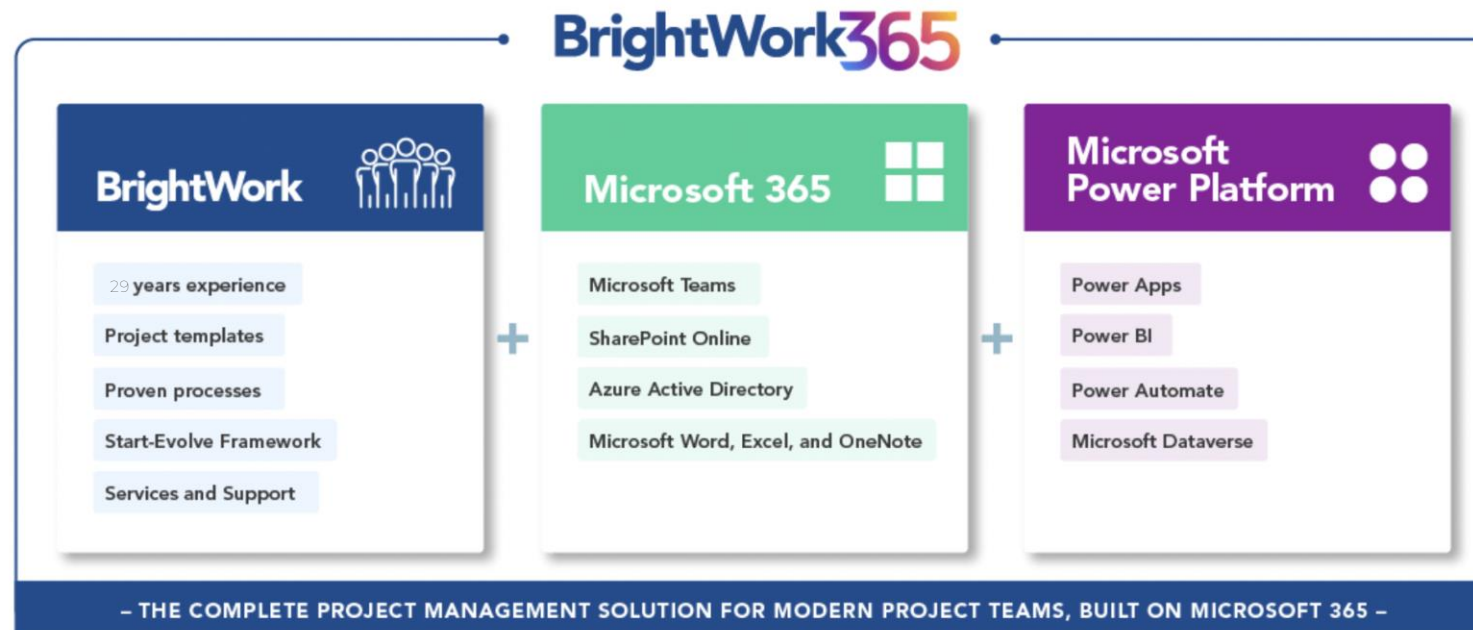 BrightWork365
BrightWork
29 years experience
Project templates
Proven processes
Start-Evolve Framework
Services and Support
+
Microsoft 365
Microsoft Teams
SharePoint Online
Azure Active Directory
Microsoft Word, Excel, and OneNote
+
Microsoft
Power Platform
Power Apps
Power BI
Power Automate
Microsoft Dataverse
– THE COMPLETE PROJECT MANAGEMENT SOLUTION FOR MODERN PROJECT TEAMS, BUILT ON MICROSOFT 365 –